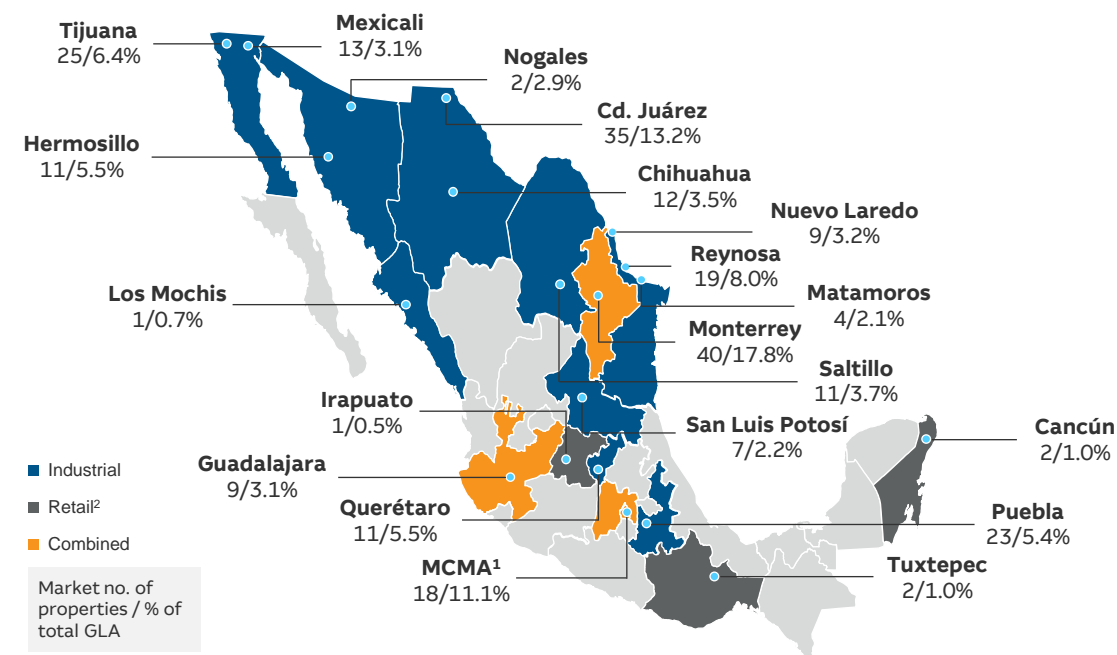 Tijuana
25/6.4%
Mexicali
13/3.1%
Nogales
2/2.9%
Cd. Juárez
35/13.2%
Hermosillo
11/5.5%
Chihuahua
12/3.5%
Nuevo Laredo
9/3.2%
Reynosa
19/8.0%
Los Mochis
1/0.7%
Matamoros
4/2.1%
Monterrey
40/17.8%
Saltillo
11/3.7%
Irapuato
1/0.5%
San Luis Potosí
7/2.2%
Cancún
2/1.0%
Guadalajara
9/3.1%
Querétaro
11/5.5%
Puebla
23/5.4%
MCMA¹
18/11.1%
Tuxtepec
2/1.0%
Industrial
Retail²
Combined
Market no. of
properties / % of
total GLA